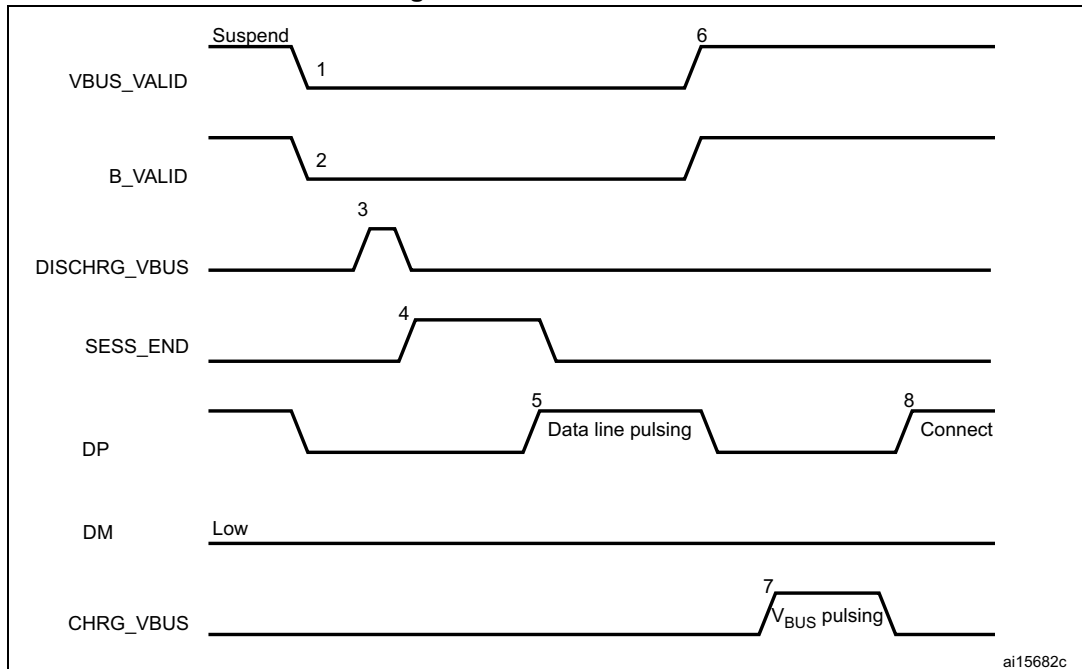 Suspend
6
VBUS_VALID
1
B_VALID
2
3
DISCHRG_VBUS
4
SESS_END
5
8
DP
Data line pulsing
Connect
DM
Low
7
CHRG_VBUS
VBUS pulsing
ai15682c